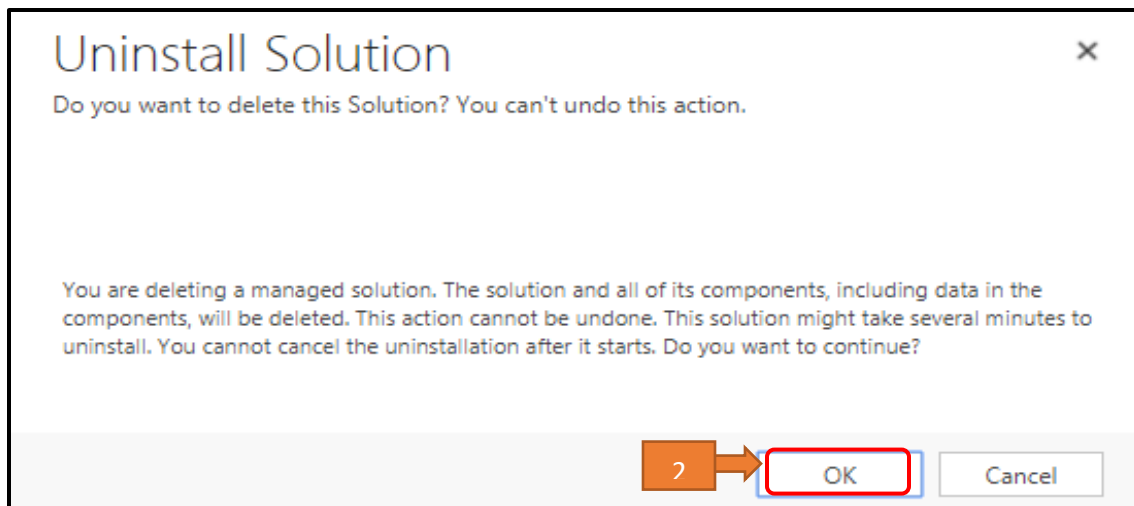 Uninstall Solution
Do you want to delete this Solution? You can't undo this action.
You are deleting a managed solution. The solution and all of its components, including data in the
components, will be deleted. This action cannot be undone. This solution might take several minutes to
uninstall. You cannot cancel the uninstallation after it starts. Do you want to continue?
2 OK Cancel